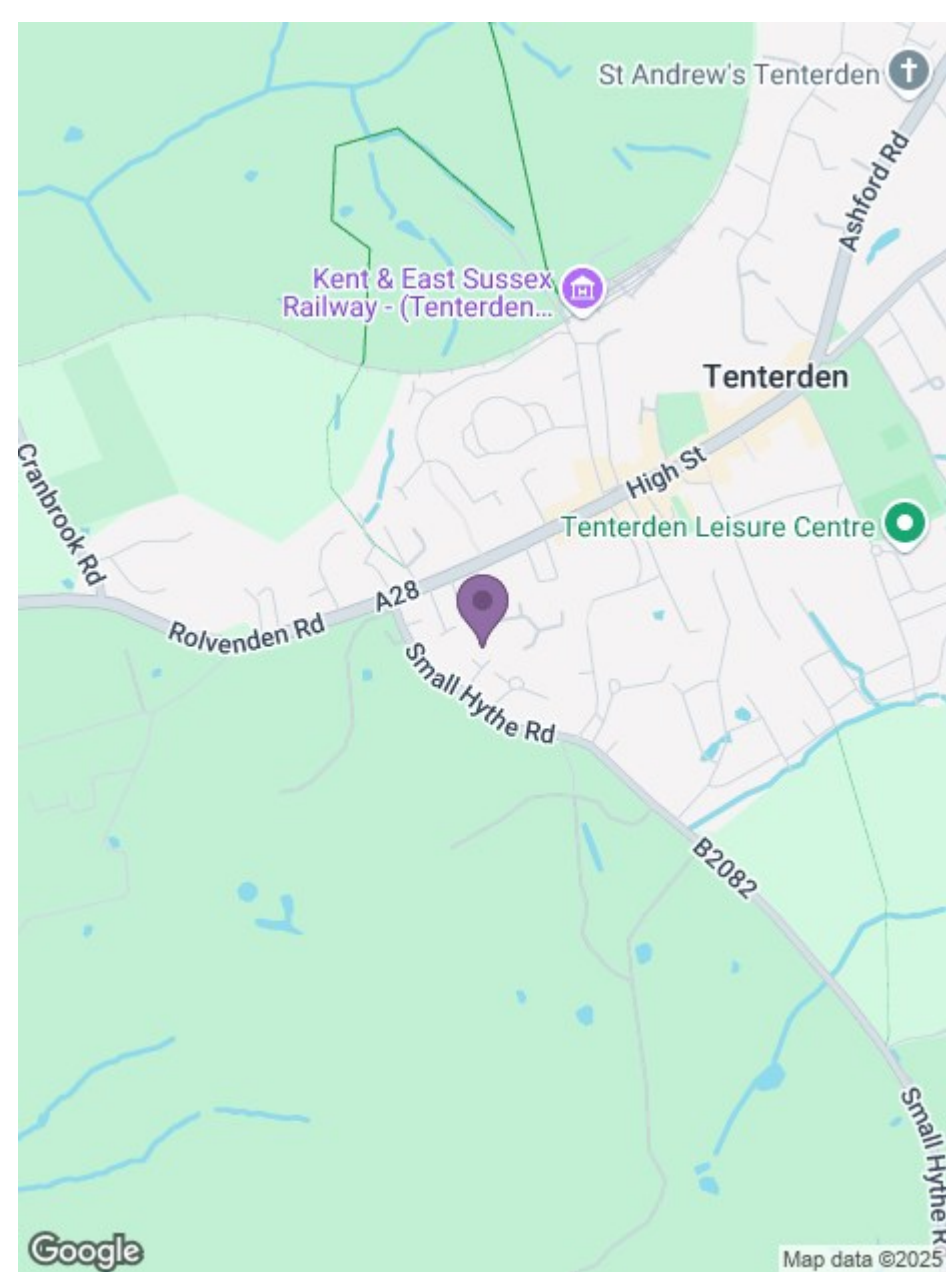 St Andrew's Tenterden
Ashford Rd
Kent & East Sussex
Railway - (Tenterden...
Tenterden
Cranbrook Rd
High St
Tenterden Leisure Centre
A28
Rolvenden Rd
Small Hythe Rd
B2082
Small Hythe R
Google
Map data ©2025